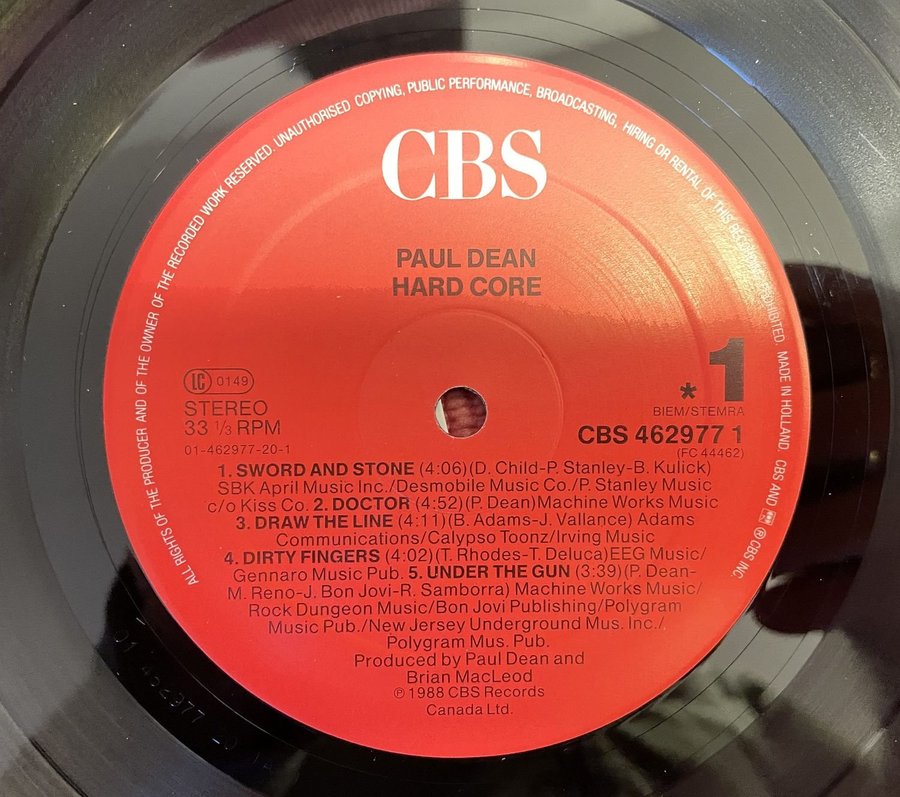 ALL RIGHTS OF THE PRODUCER AND OF THE OWNER OF THE RECORDED WORK RESERVED. UNAUTHORISED COPYING, PUBLIC PERFORMANCE, BROADCASTING, HIRING OR RENTAL OF THIS RECORDING PROHIBITED. MADE IN HOLLAND. CBS AND ℗ CBS INC
CBS
PAUL DEAN
HARD CORE
LC 0149
STEREO
33 1/3 RPM
01-462977-20-1
* 1
BIEM/STEMRA
CBS 462977 1
(FC 44462)
1. SWORD AND STONE (4:06)(D. Child-P. Stanley-B. Kulick)
SBK April Music Inc./Desmobile Music Co./P. Stanley Music
c/o Kiss Co. 2. DOCTOR (4:52)(P. Dean)Machine Works Music
3. DRAW THE LINE (4:11)(B. Adams-J. Vallance) Adams
Communications/Calypso Toonz/Irving Music
4. DIRTY FINGERS (4:02)(T. Rhodes-T. Deluca)EEG Music/
Gennaro Music Pub. 5. UNDER THE GUN (3:39)(P. Dean-
M. Reno-J. Bon Jovi-R. Samborra) Machine Works Music/
Rock Dungeon Music/Bon Jovi Publishing/Polygram
Music Pub./New Jersey Underground Mus. Inc./
Polygram Mus. Pub.
Produced by Paul Dean and
Brian MacLeod
℗ 1988 CBS Records
Canada Ltd.